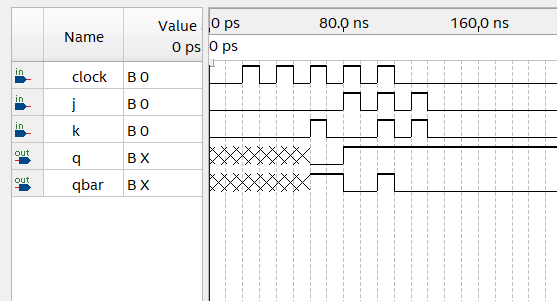 Name
Value
0 ps
0 ps
80.0 ns
160.0 ns
0 ps
in
clock
B 0
in
j
B 0
in
k
B 0
out
q
B X
out
qbar
B X